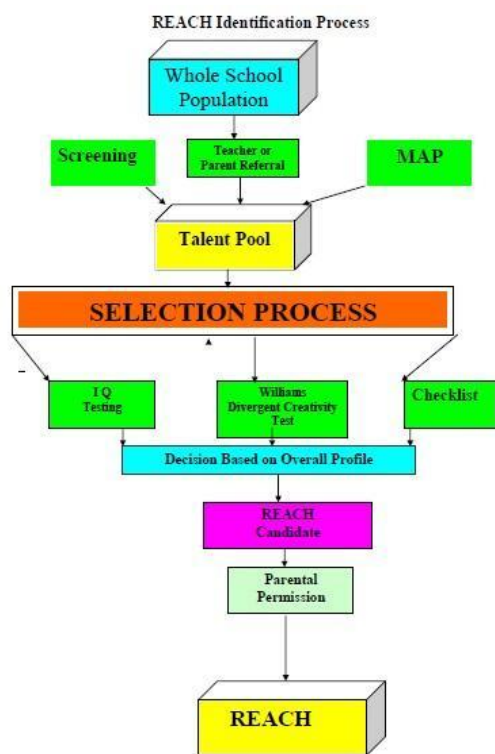 REACH Identification Process
Whole School
Population
Teacher or
Parent Referral
Screening
MAP
Talent Pool
SELECTION PROCESS
I Q
Testing
Williams
Divergent Creativity
Test
Checklist
Decision Based on Overall Profile
REACH
Candidate
Parental
Permission
REACH